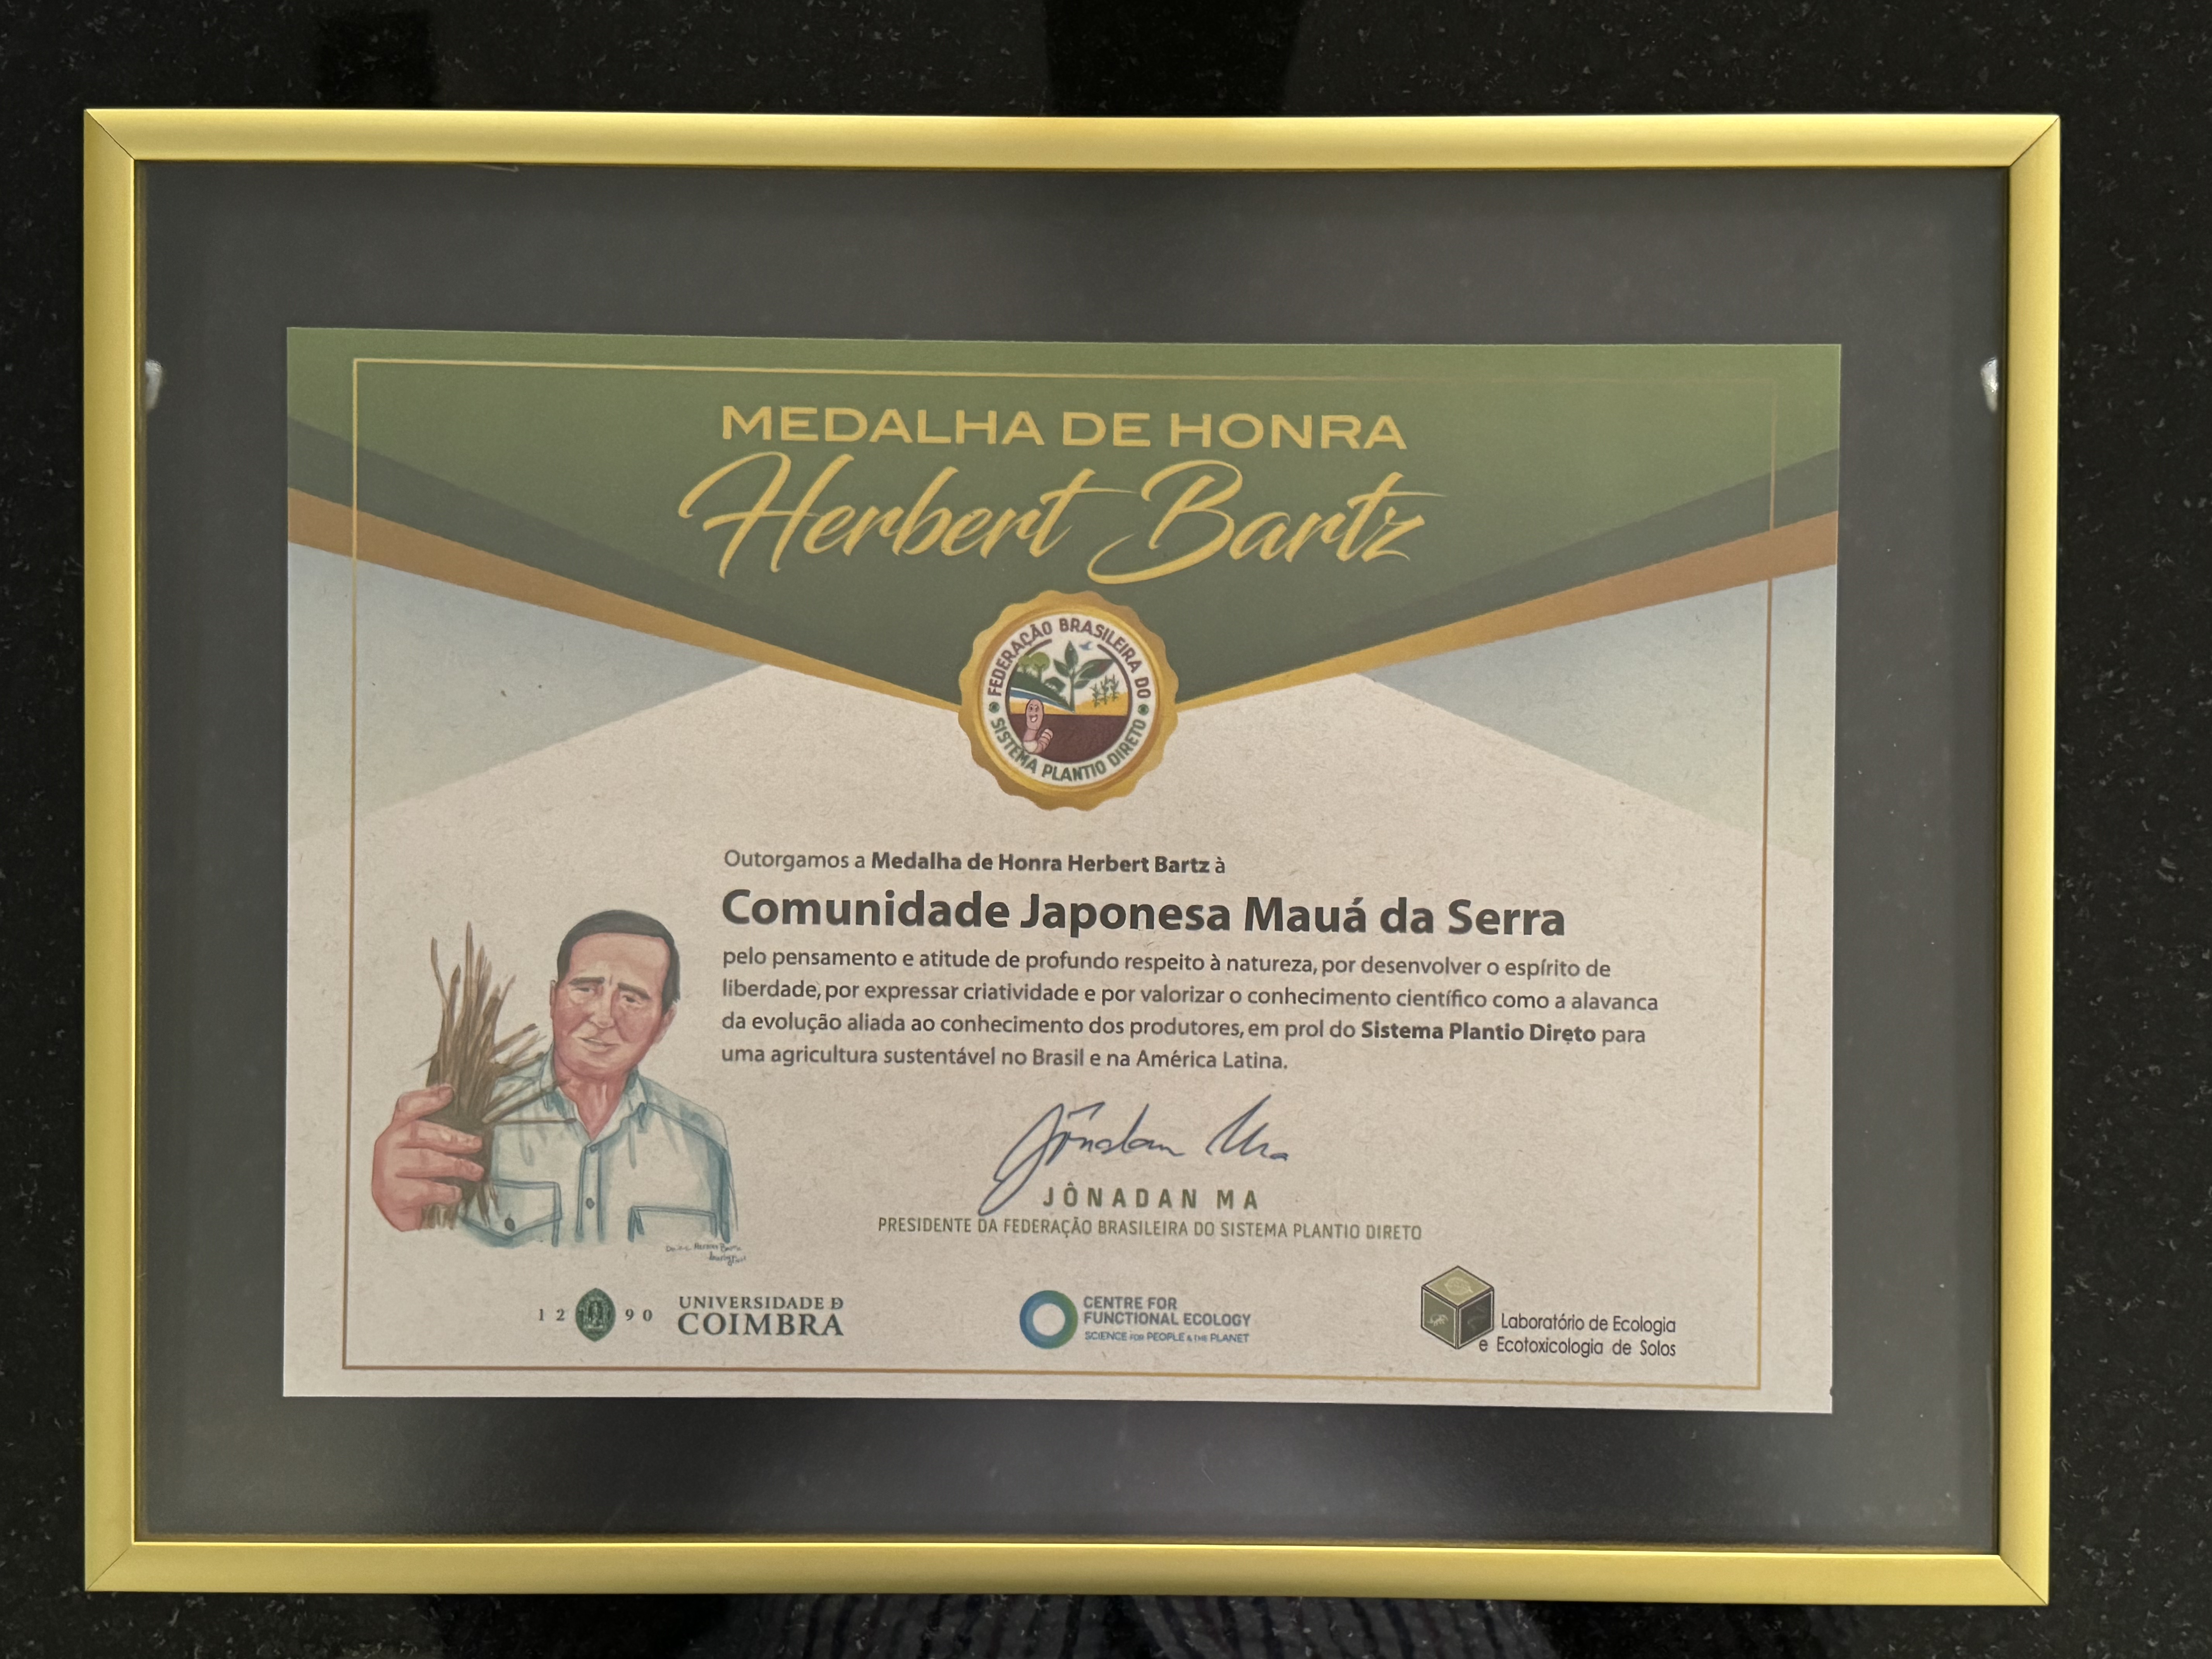 MEDALHA DE HONRA
Herbert Bartz
FEDERAÇÃO BRASILEIRA DO
SISTEMA PLANTIO DIRETO
Outorgamos a Medalha de Honra Herbert Bartz à
Comunidade Japonesa Mauá da Serra
pelo pensamento e atitude de profundo respeito à natureza, por desenvolver o espírito de
liberdade, por expressar criatividade e por valorizar o conhecimento científico como a alavanca
da evolução aliada ao conhecimento dos produtores, em prol do Sistema Plantio Direto para
uma agricultura sustentável no Brasil e na América Latina.
Jônadan Ma
JÔNADAN MA
PRESIDENTE DA FEDERAÇÃO BRASILEIRA DO SISTEMA PLANTIO DIRETO
12 90
UNIVERSIDADE D
COIMBRA
CENTRE FOR
FUNCTIONAL ECOLOGY
SCIENCE FOR PEOPLE & THE PLANET
Laboratório de Ecologia
e Ecotoxicologia de Solos